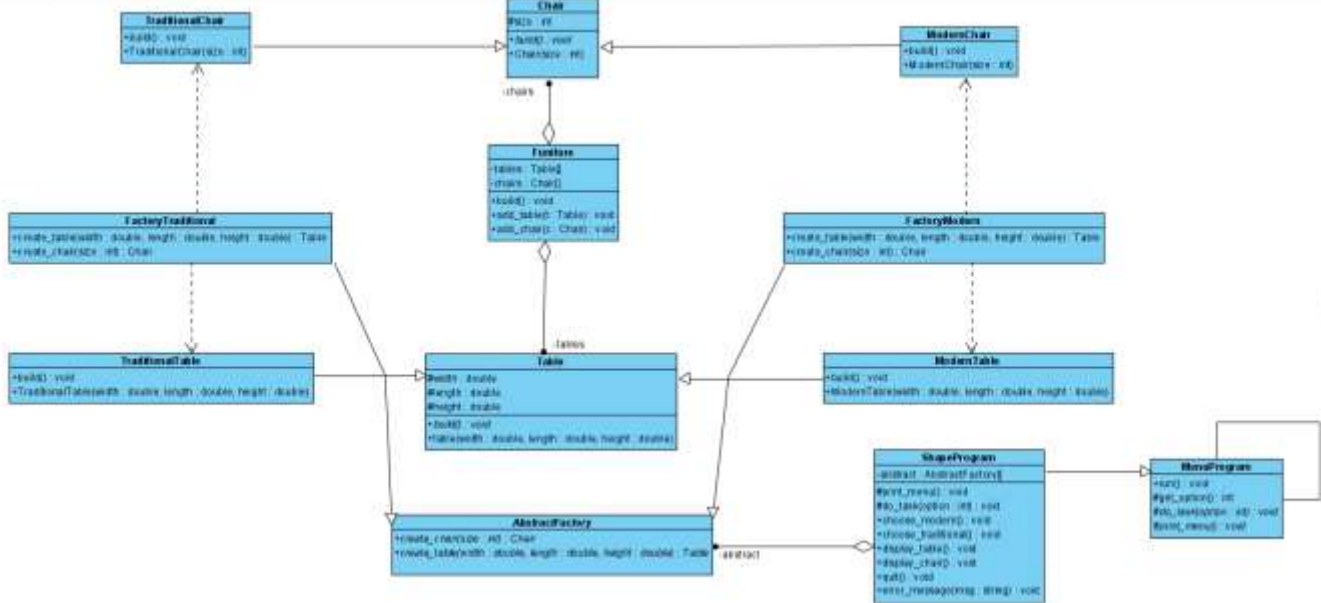 Chair
#size : int
+build() : void
+Chair(size : int)
TraditionalChair
+build() : void
+TraditionalChair(size : int)
ModernChair
+build() : void
+ModernChair(size : int)
-chairs
Furniture
-tables : Table[]
-chairs : Chair[]
+build() : void
+add_table(t : Table) : void
+add_chair(c : Chair) : void
FactoryTraditional
+create_table(width : double, length : double, height : double) : Table
+create_chair(size : int) : Chair
FactoryModern
+create_table(width : double, length : double, height : double) : Table
+create_chair(size : int) : Chair
-tables
TraditionalTable
+build() : void
+TraditionalTable(width : double, length : double, height : double)
Table
#width : double
#length : double
#height : double
+build() : void
+Table(width : double, length : double, height : double)
ModernTable
+build() : void
+ModernTable(width : double, length : double, height : double)
ShapeProgram
-abstract : AbstractFactory[]
#print_menu() : void
#do_task(option : int) : void
+choose_modern() : void
+choose_traditional() : void
+display_table() : void
+display_chair() : void
+quit() : void
+error_message(msg : string) : void
MenuProgram
+run() : void
#get_option() : int
#do_task(option : int) : void
#print_menu() : void
AbstractFactory
+create_chair(size : int) : Chair
+create_table(width : double, length : double, height : double) : Table
-abstract